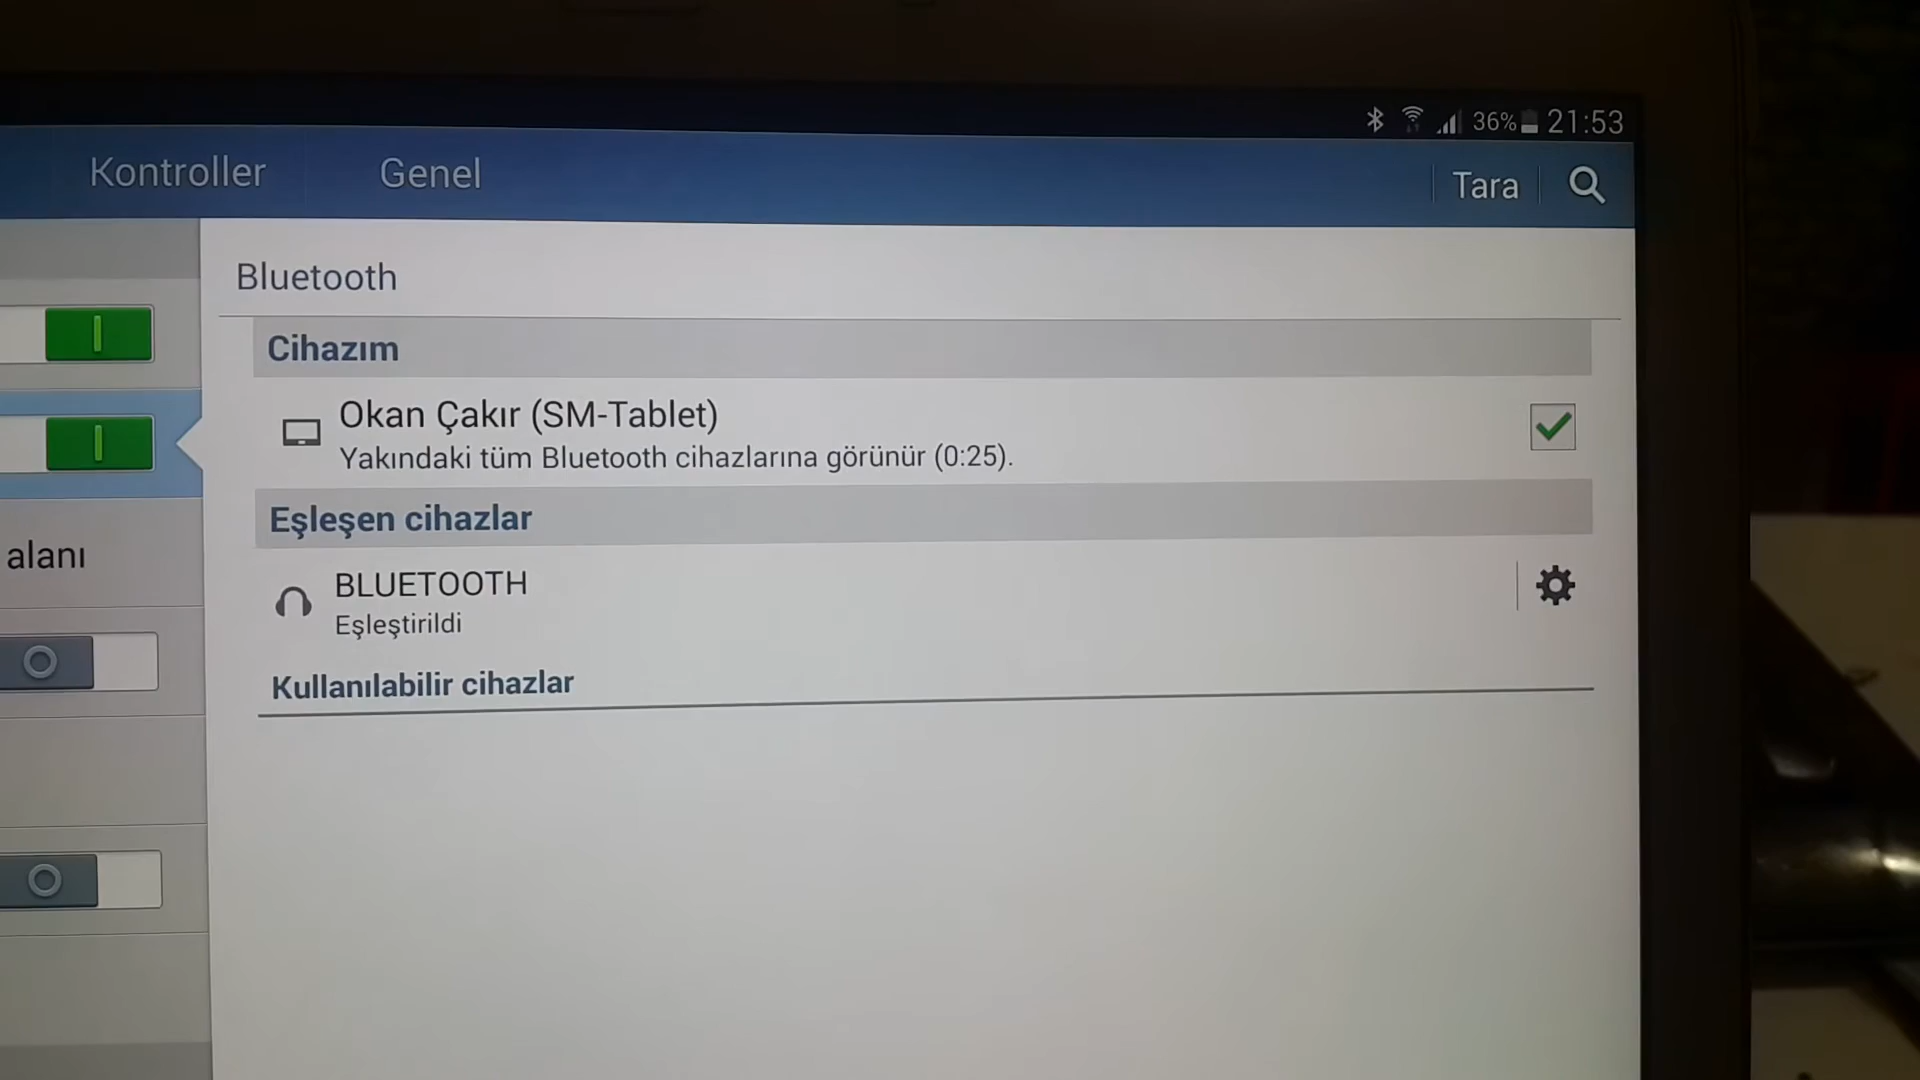 36% 21:53
Kontroller Genel Tara
Bluetooth
Cihazım
Okan Çakır (SM-Tablet)
Yakındaki tüm Bluetooth cihazlarına görünür (0:25).
Eşleşen cihazlar
alanı
BLUETOOTH
Eşleştirildi
Kullanılabilir cihazlar